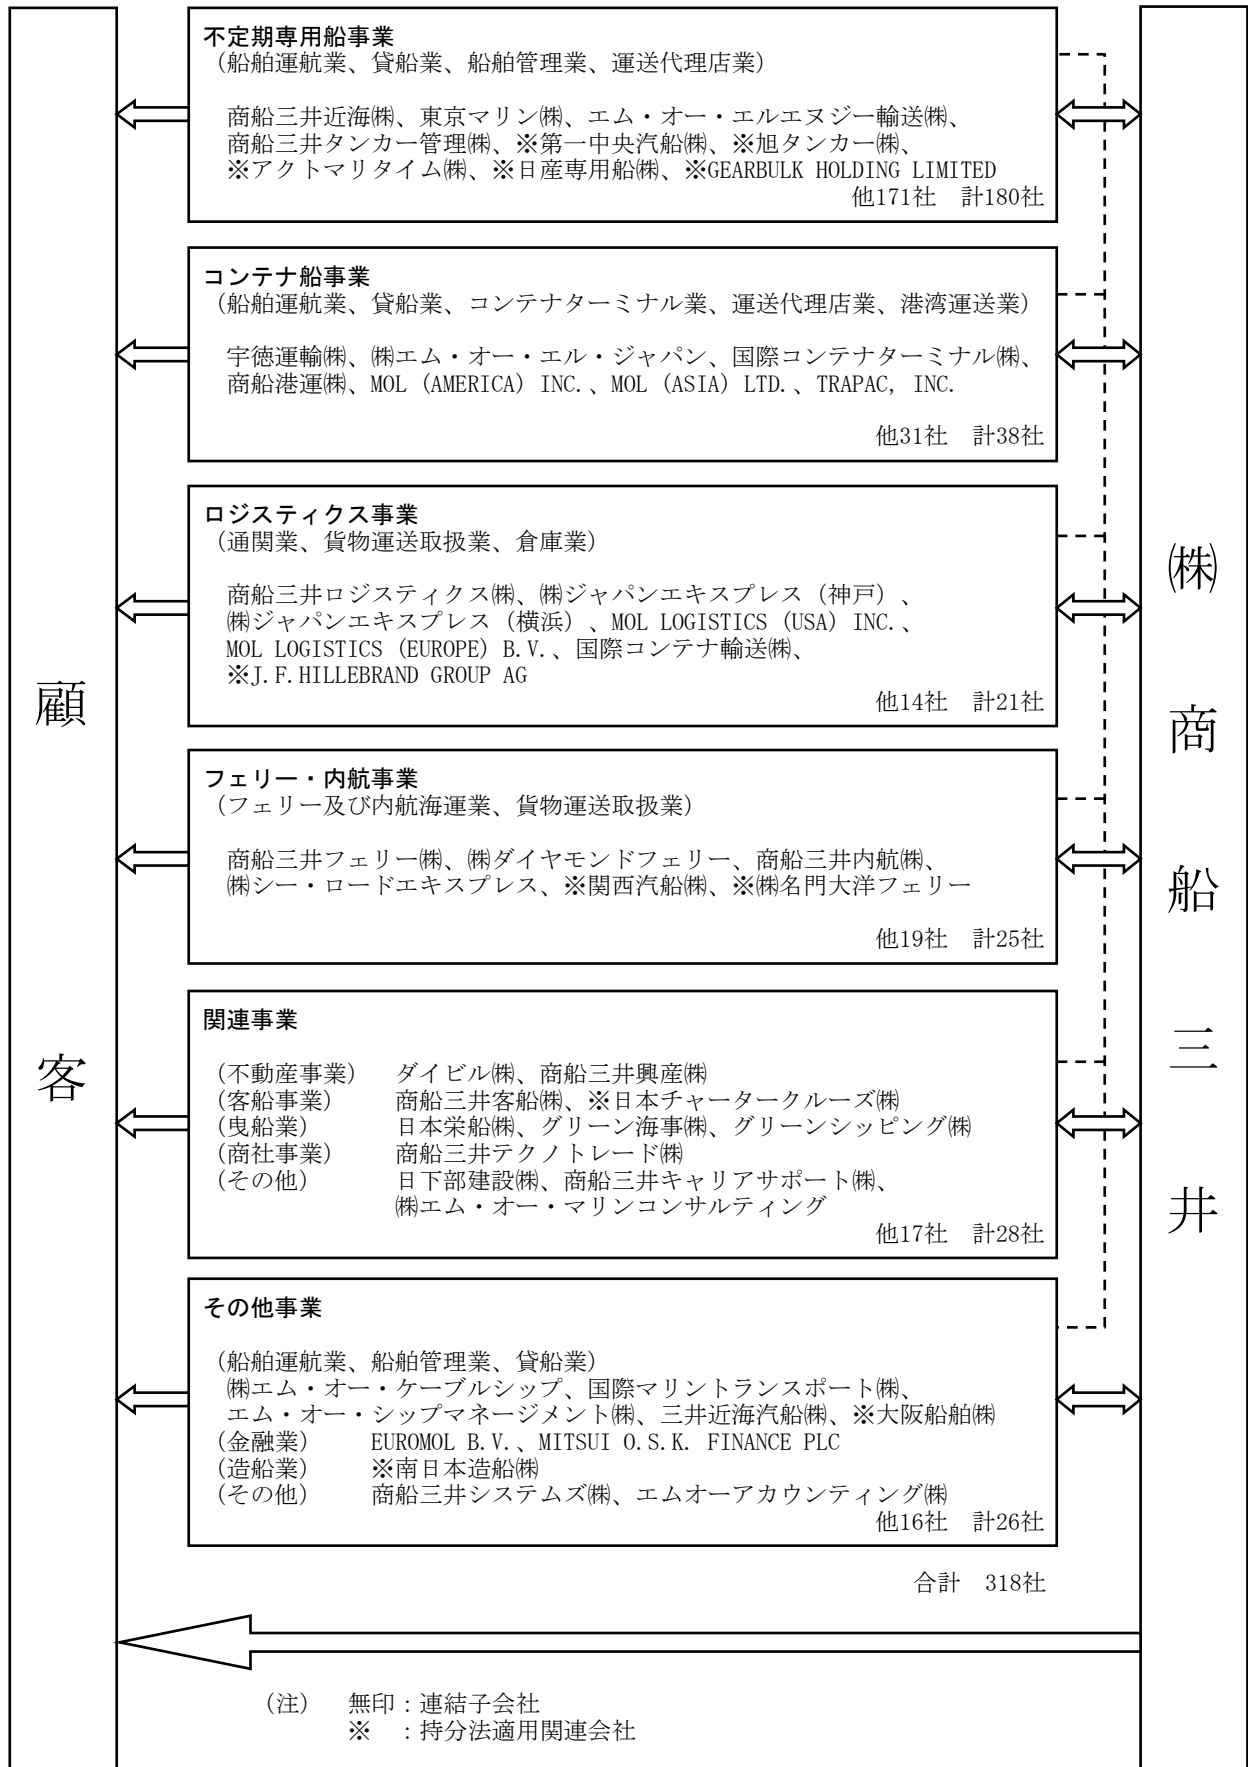 顧客
不定期専用船事業
（船舶運航業、貸船業、船舶管理業、運送代理店業）
商船三井近海㈱、東京マリン㈱、エム・オー・エルエヌジー輸送㈱、
商船三井タンカー管理㈱、※第一中央汽船㈱、※旭タンカー㈱、
※アクトマリタイム㈱、※日産専用船㈱、※GEARBULK HOLDING LIMITED
他171社　計180社
コンテナ船事業
（船舶運航業、貸船業、コンテナターミナル業、運送代理店業、港湾運送業）
宇徳運輸㈱、㈱エム・オー・エル・ジャパン、国際コンテナターミナル㈱、
商船港運㈱、MOL (AMERICA) INC.、MOL (ASIA) LTD.、TRAPAC, INC.
他31社　計38社
ロジスティクス事業
（通関業、貨物運送取扱業、倉庫業）
商船三井ロジスティクス㈱、㈱ジャパンエキスプレス（神戸）、
㈱ジャパンエキスプレス（横浜）、MOL LOGISTICS (USA) INC.、
MOL LOGISTICS (EUROPE) B.V.、国際コンテナ輸送㈱、
※J.F.HILLEBRAND GROUP AG
他14社　計21社
フェリー・内航事業
（フェリー及び内航海運業、貨物運送取扱業）
商船三井フェリー㈱、㈱ダイヤモンドフェリー、商船三井内航㈱、
㈱シー・ロードエキスプレス、※関西汽船㈱、※㈱名門大洋フェリー
他19社　計25社
関連事業
（不動産事業）　ダイビル㈱、商船三井興産㈱
（客船事業）　商船三井客船㈱、※日本チャータークルーズ㈱
（曳船業）　日本栄船㈱、グリーン海事㈱、グリーンシッピング㈱
（商社事業）　商船三井テクノトレード㈱
（その他）　日下部建設㈱、商船三井キャリアサポート㈱、
㈱エム・オー・マリンコンサルティング
他17社　計28社
その他事業
（船舶運航業、船舶管理業、貸船業）
㈱エム・オー・ケーブルシップ、国際マリントランスポート㈱、
エム・オー・シップマネージメント㈱、三井近海汽船㈱、※大阪船舶㈱
（金融業）　EUROMOL B.V.、MITSUI O.S.K. FINANCE PLC
（造船業）　※南日本造船㈱
（その他）　商船三井システムズ㈱、エムオーアカウンティング㈱
他16社　計26社
合計　318社
㈱商船三井
（注）　無印：連結子会社
※　：持分法適用関連会社